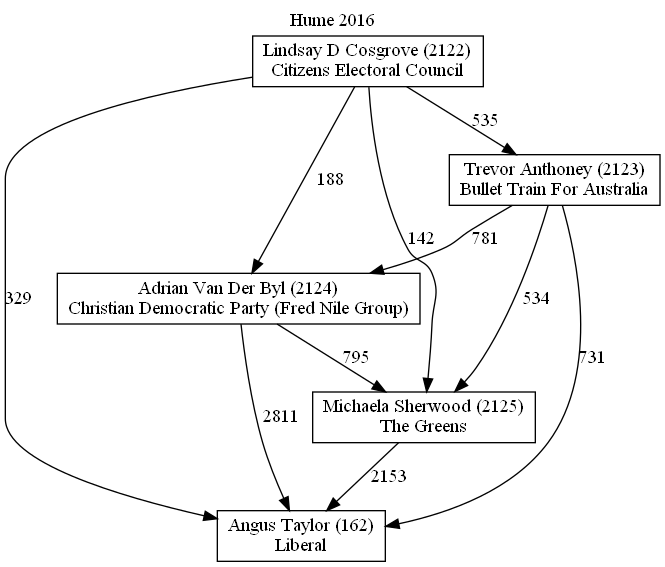 Hume 2016
Lindsay D Cosgrove (2122)
Citizens Electoral Council
535
Trevor Anthoney (2123)
Bullet Train For Australia
188
142
781
Adrian Van Der Byl (2124)
Christian Democratic Party (Fred Nile Group)
329
534
795
731
Michaela Sherwood (2125)
The Greens
2811
2153
Angus Taylor (162)
Liberal